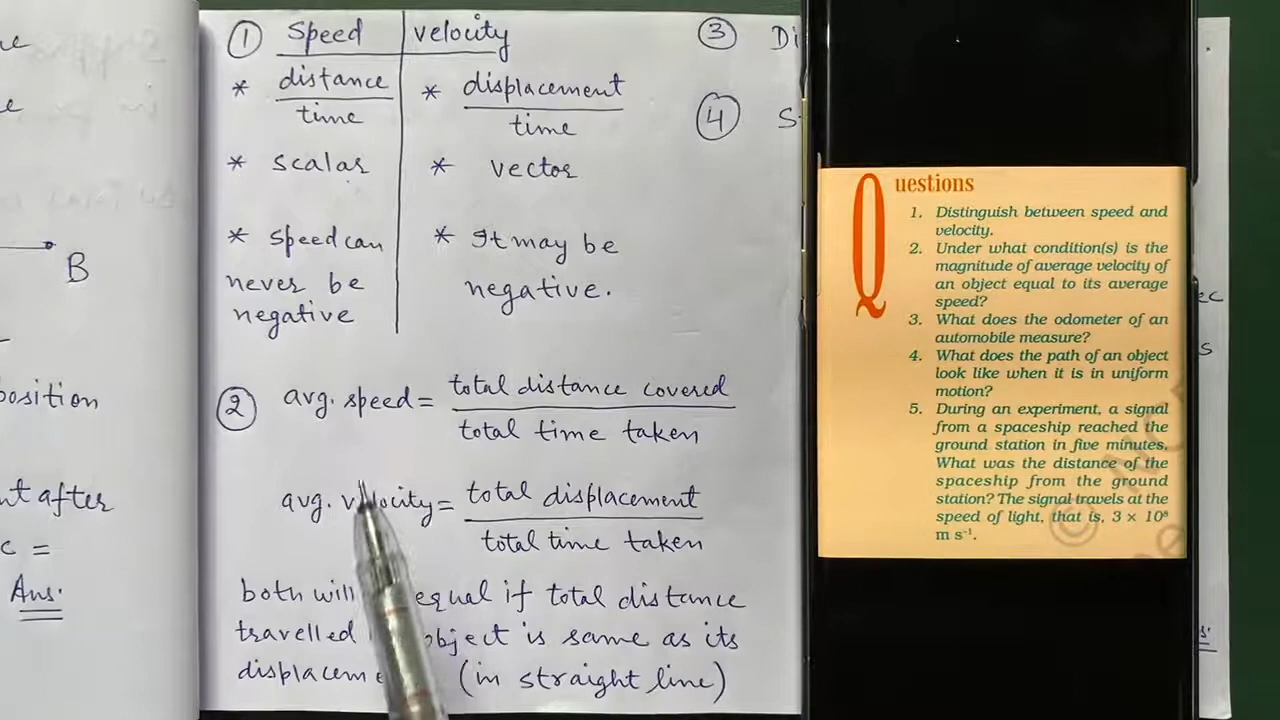 ue
e
B
position
nt after
c =
Ans.
① Speed | velocity
* distance / time
* displacement / time
* scalar
* vector
* speed can never be negative
* It may be negative.
② avg. speed = total distance covered / total time taken
avg. velocity = total displacement / total time taken
both will equal if total distance
travelled object is same as its
displacem (in straight line)
③ Di
④ S
Questions
1. Distinguish between speed and
velocity.
2. Under what condition(s) is the
magnitude of average velocity of
an object equal to its average
speed?
3. What does the odometer of an
automobile measure?
4. What does the path of an object
look like when it is in uniform
motion?
5. During an experiment, a signal
from a spaceship reached the
ground station in five minutes.
What was the distance of the
spaceship from the ground
station? The signal travels at the
speed of light, that is, 3 × 10⁸
m s⁻¹.
ec
s